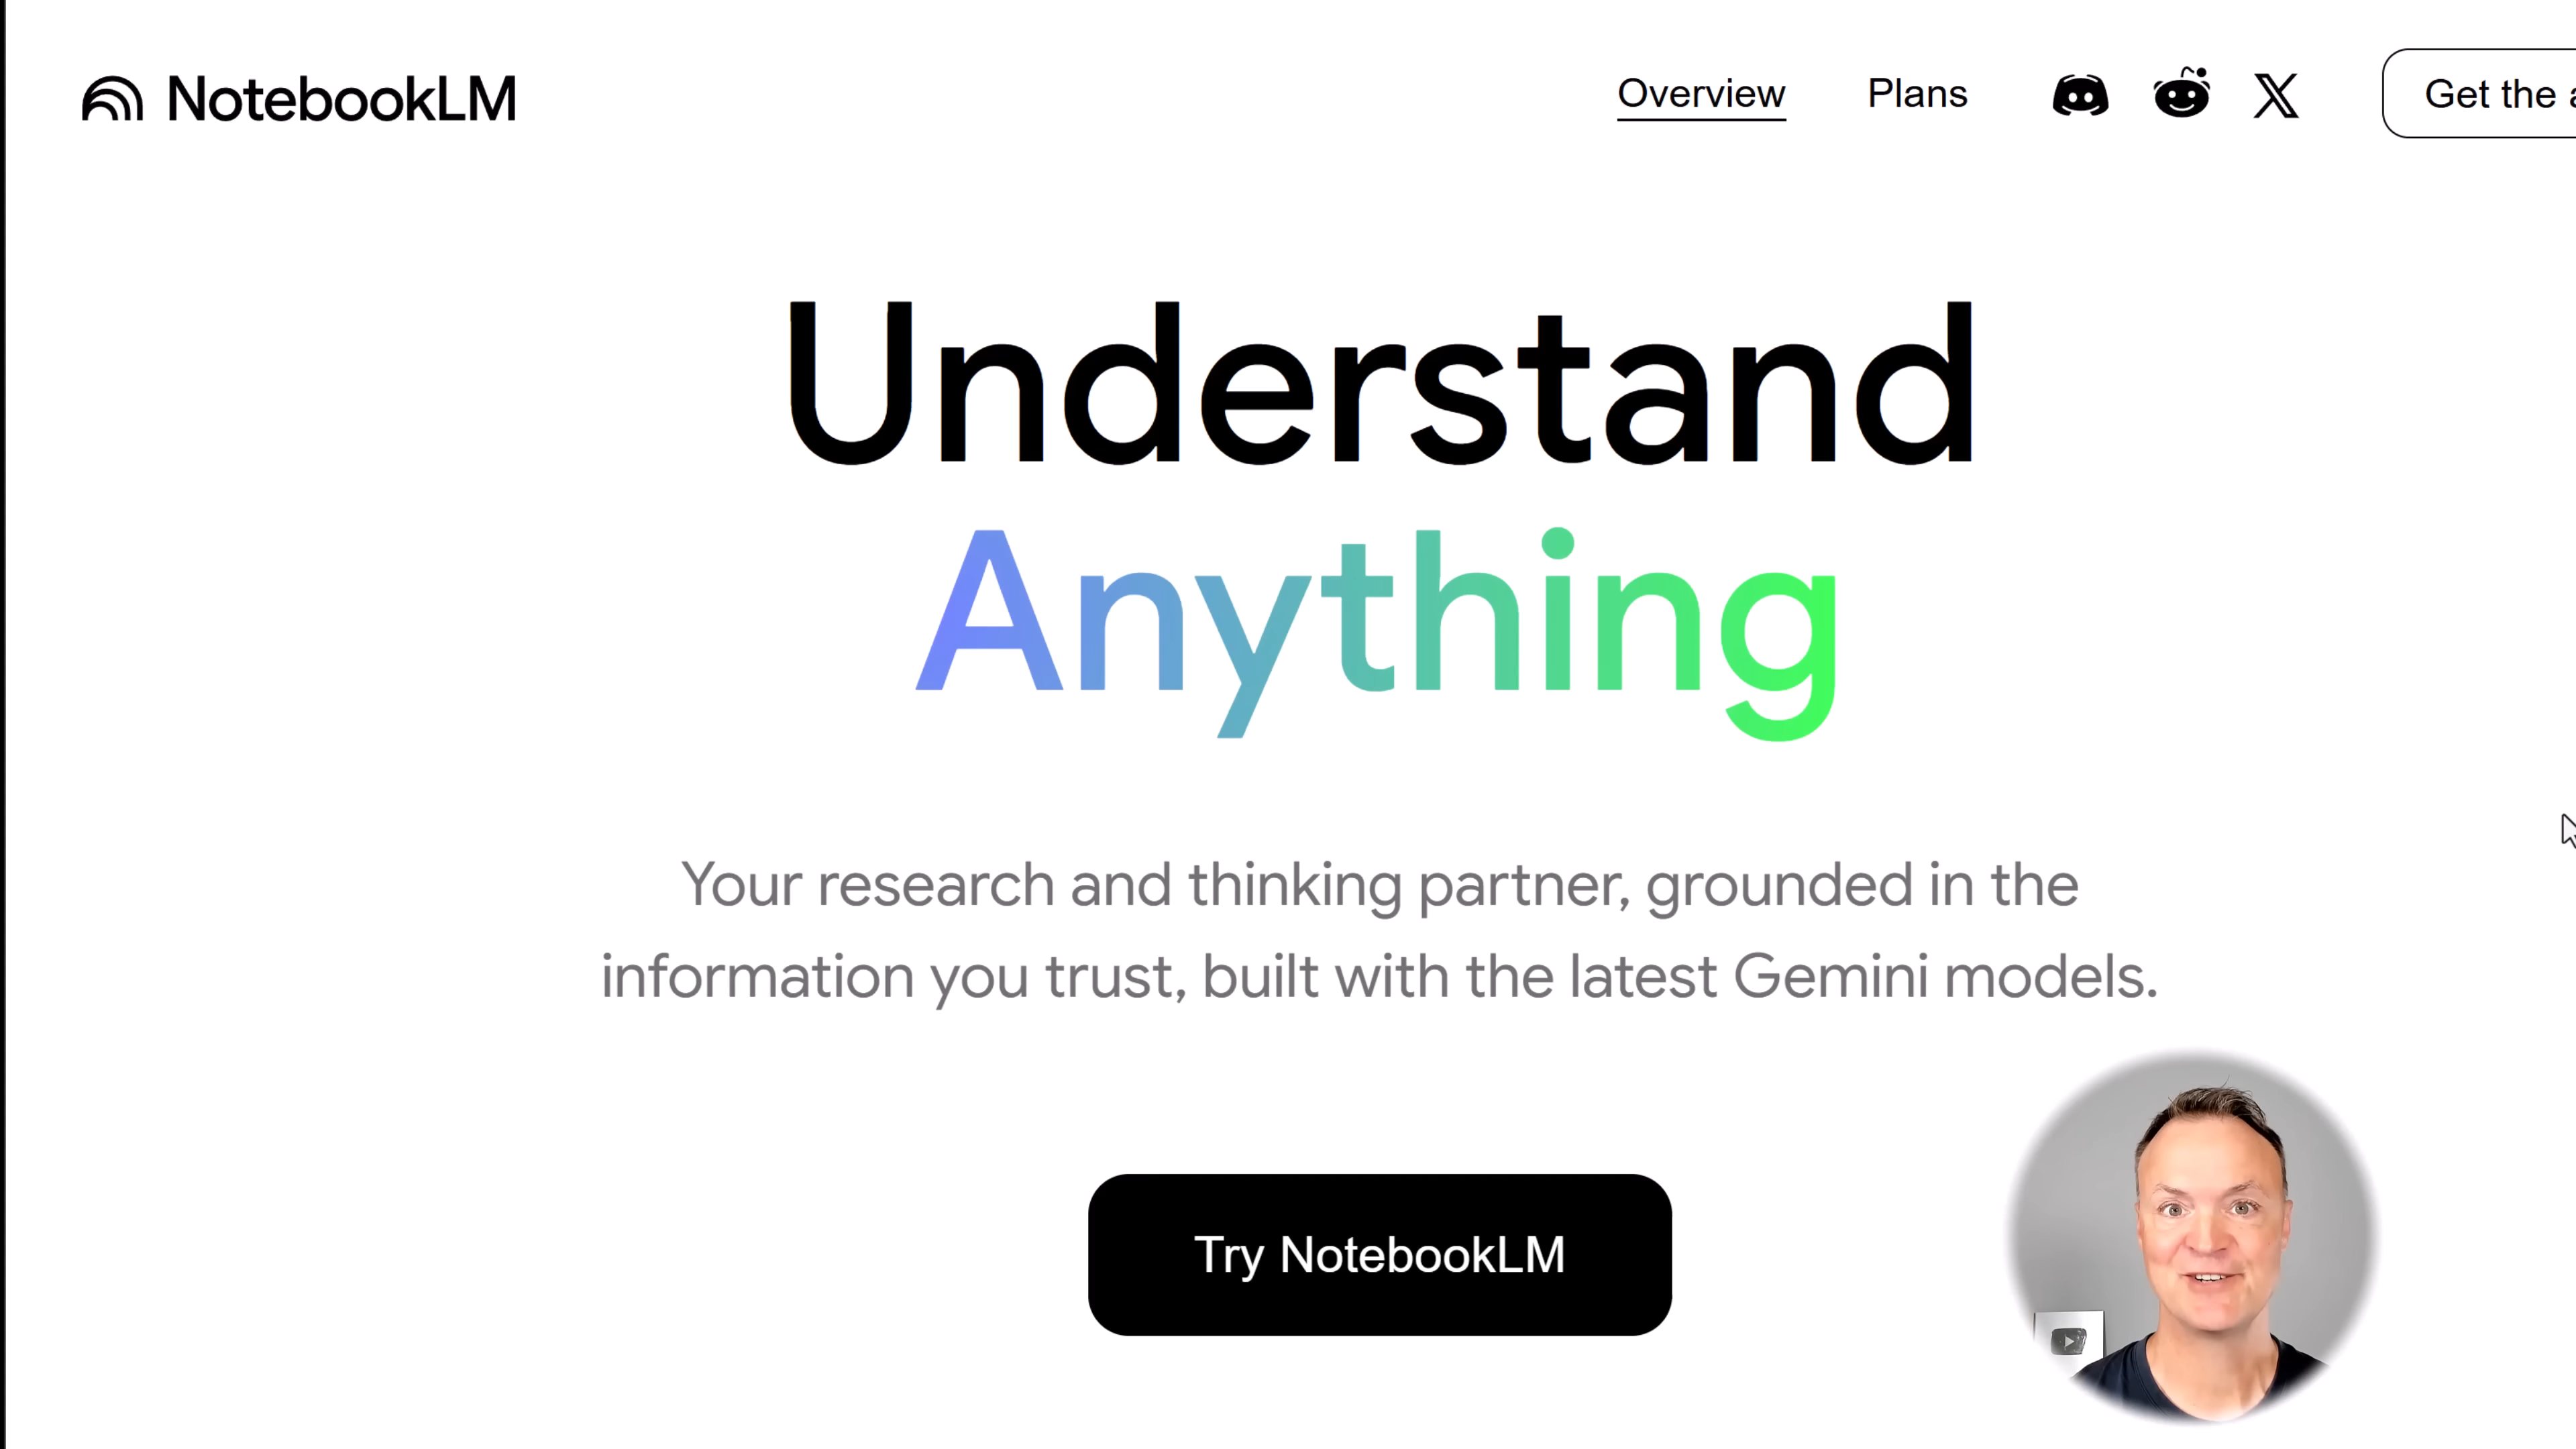 NotebookLM
Overview
Plans
Get the
Understand
Anything
Your research and thinking partner, grounded in the
information you trust, built with the latest Gemini models.
Try NotebookLM